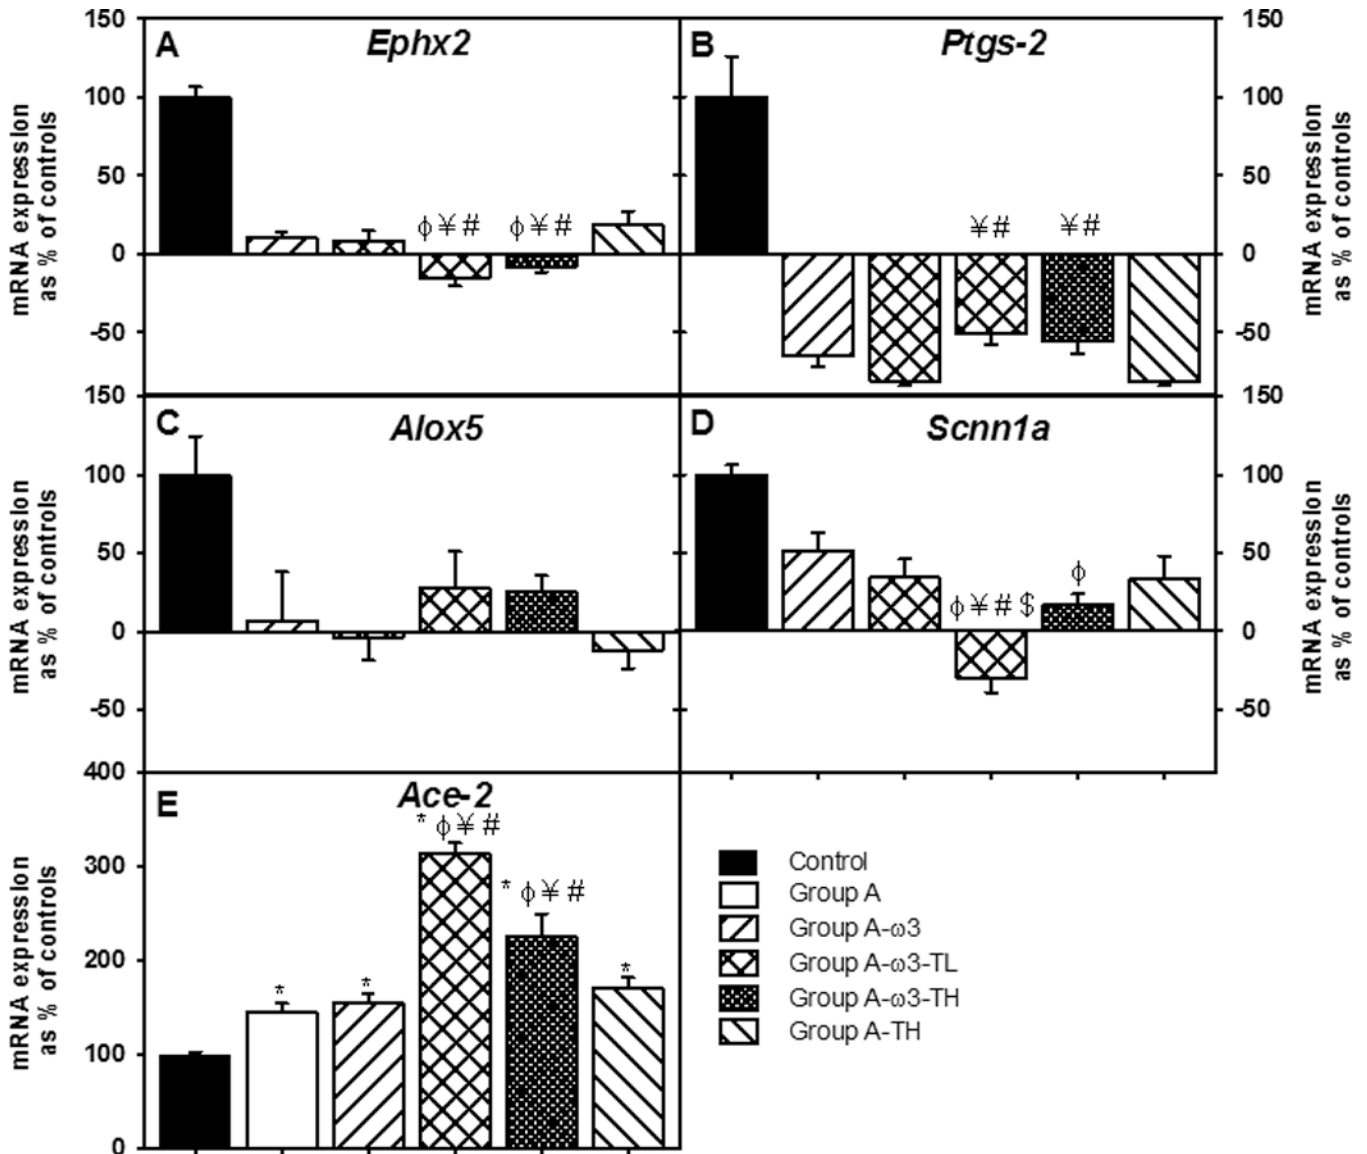 A
Ephx2
mRNA expression
as % of controls
150
100
50
0
-50
ϕ ¥ #
ϕ ¥ #
B
Ptgs-2
150
100
50
0
-50
mRNA expression
as % of controls
¥ #
¥ #
C
Alox5
mRNA expression
as % of controls
150
100
50
0
-50
D
Scnn1a
150
100
50
0
-50
mRNA expression
as % of controls
ϕ ¥ # $
ϕ
E
Ace-2
mRNA expression
as % of controls
400
300
200
100
0
*
*
* ϕ ¥ #
* ϕ ¥ #
*
Control
Group A
Group A-ω3
Group A-ω3-TL
Group A-ω3-TH
Group A-TH